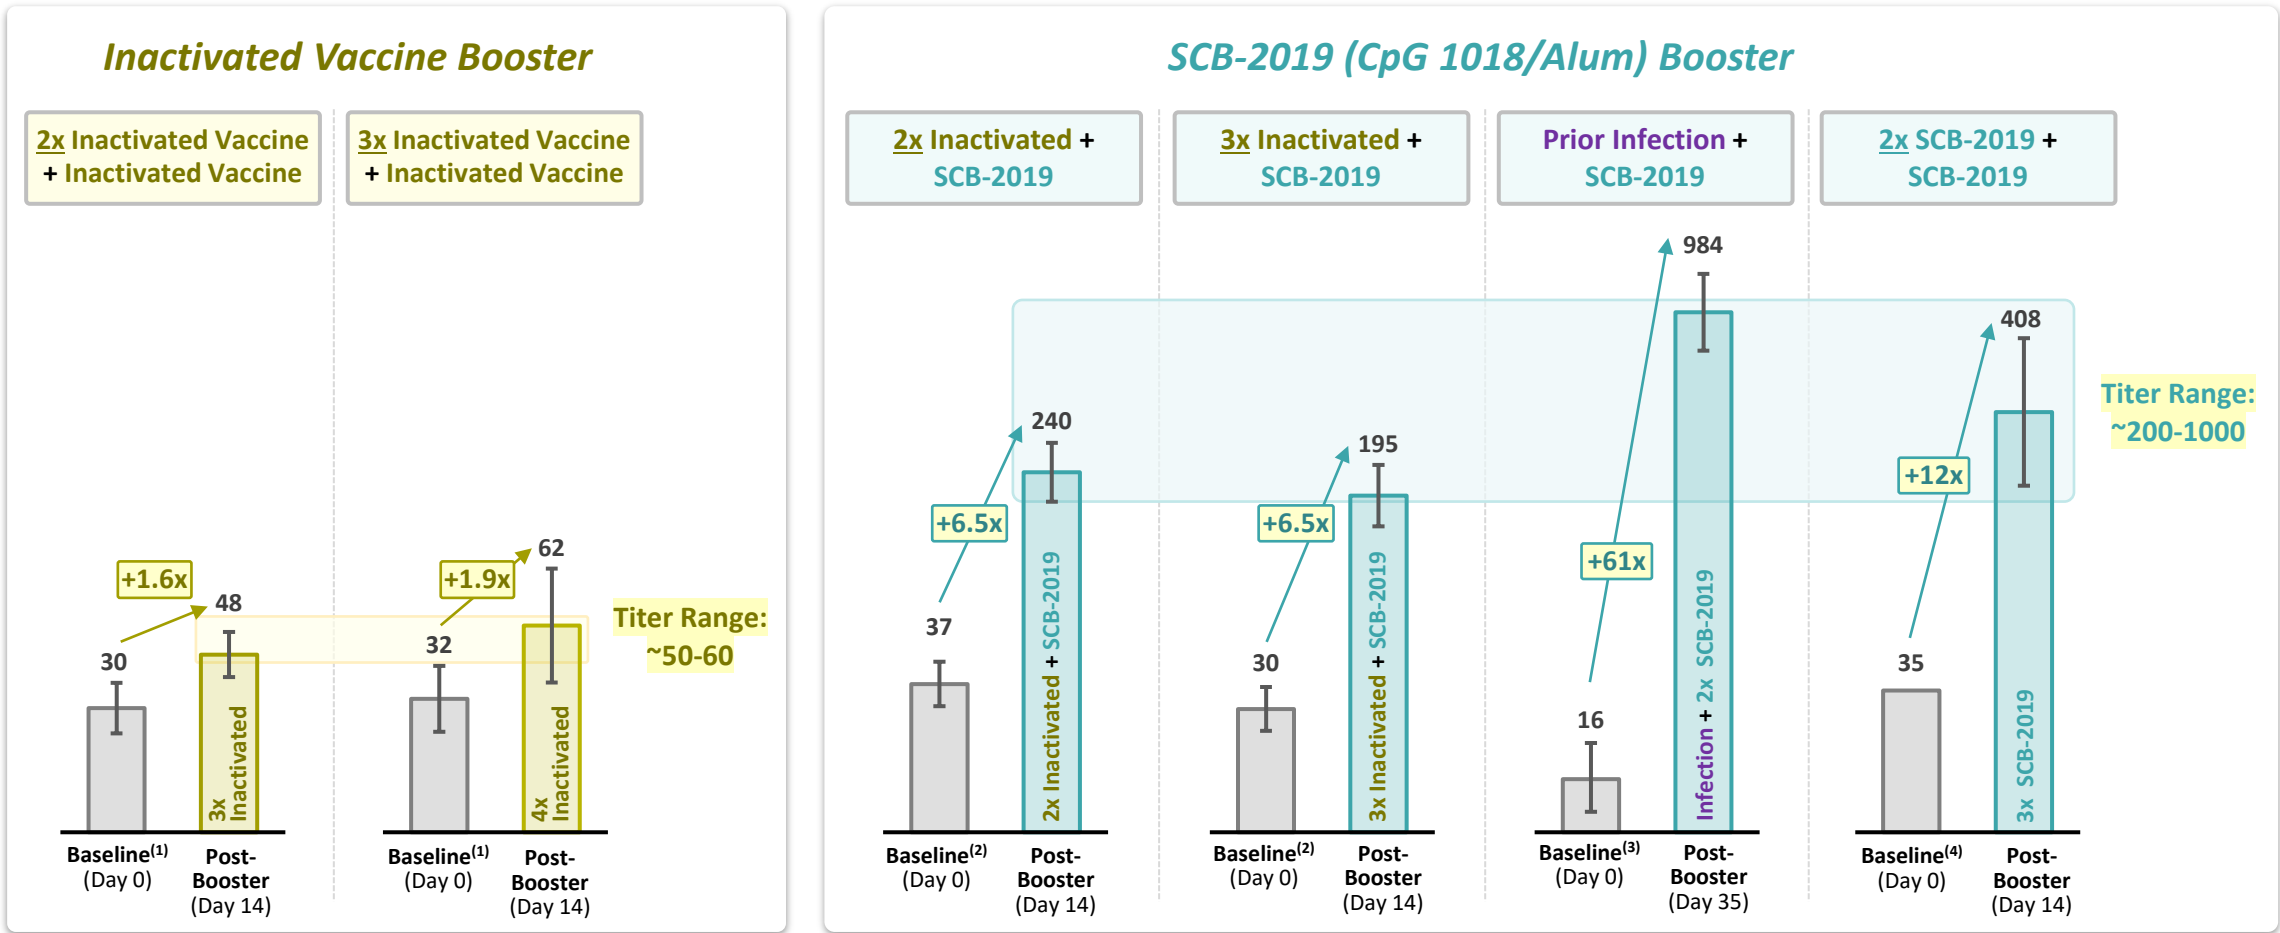 Inactivated Vaccine Booster
2x Inactivated Vaccine
+ Inactivated Vaccine
3x Inactivated Vaccine
+ Inactivated Vaccine
+1.6x
30
48
3x
Inactivated
+1.9x
32
62
4x
Inactivated
Titer Range:
~50-60
Baseline(1)
(Day 0)
Post-
Booster
(Day 14)
Baseline(1)
(Day 0)
Post-
Booster
(Day 14)
SCB-2019 (CpG 1018/Alum) Booster
2x Inactivated +
SCB-2019
3x Inactivated +
SCB-2019
Prior Infection +
SCB-2019
2x SCB-2019 +
SCB-2019
+6.5x
37
240
2x Inactivated + SCB-2019
+6.5x
30
195
3x Inactivated + SCB-2019
+61x
16
984
Infection + 2x SCB-2019
+12x
35
408
3x SCB-2019
Titer Range:
~200-1000
Baseline(2)
(Day 0)
Post-
Booster
(Day 14)
Baseline(2)
(Day 0)
Post-
Booster
(Day 14)
Baseline(3)
(Day 0)
Post-
Booster
(Day 35)
Baseline(4)
(Day 0)
Post-
Booster
(Day 14)